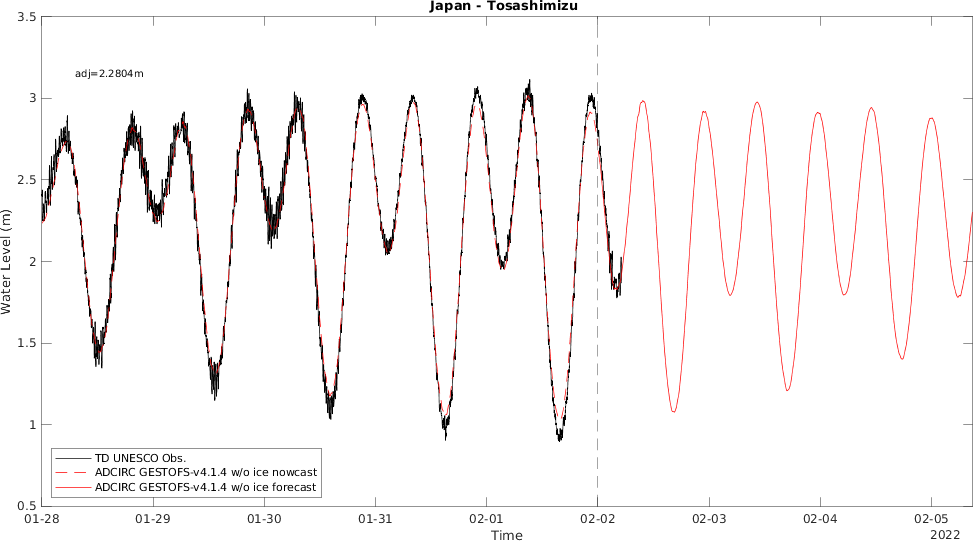 Japan - Tosashimizu
adj=2.2804m
3.5
3
2.5
2
1.5
1
0.5
Water Level (m)
TD UNESCO Obs.
ADCIRC GESTOFS-v4.1.4 w/o ice nowcast
ADCIRC GESTOFS-v4.1.4 w/o ice forecast
01-28 01-29 01-30 01-31 02-01 02-02 02-03 02-04 02-05
Time
2022